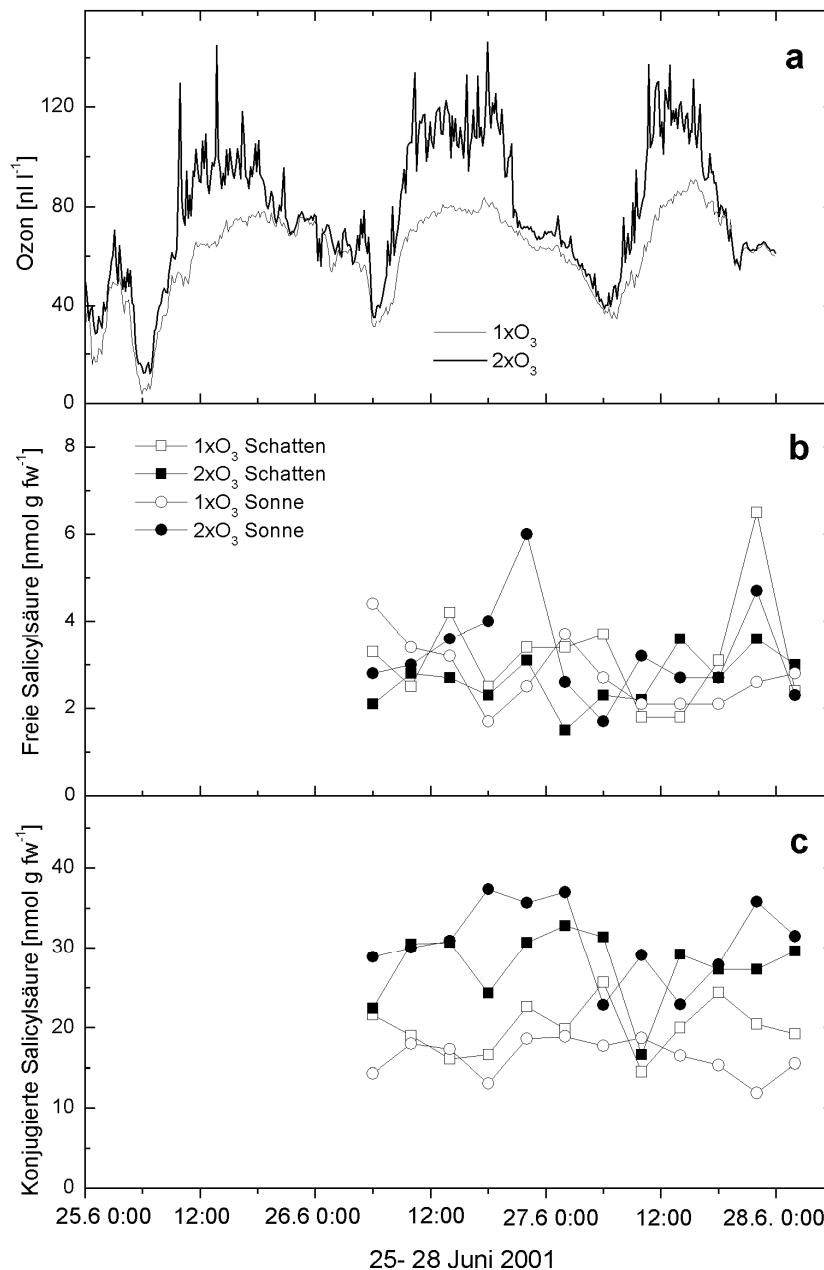 a
160
120
80
40
0
Ozon [nl l⁻¹]
1xO₃
2xO₃
b
8
6
4
2
0
Freie Salicylsäure [nmol g fw⁻¹]
1xO₃ Schatten
2xO₃ Schatten
1xO₃ Sonne
2xO₃ Sonne
c
40
30
20
10
0
Konjugierte Salicylsäure [nmol g fw⁻¹]
25.6 0:00 12:00 26.6 0:00 12:00 27.6 0:00 12:00 28.6. 0:00
25- 28 Juni 2001